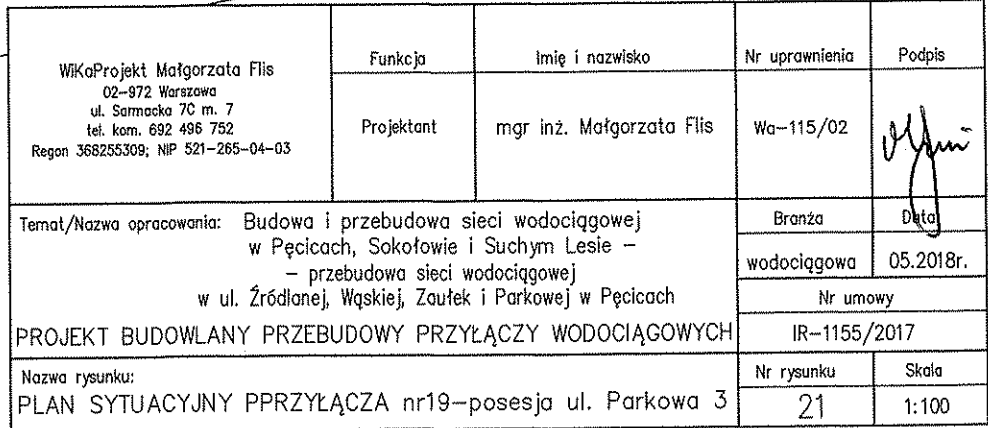 WiKaProjekt Małgorzata Flis
02-972 Warszawa
ul. Sarmacka 7C m. 7
tel. kom. 692 496 752
Regon 368255309; NIP 521-265-04-03
Funkcja
Imię i nazwisko
Nr uprawnienia
Podpis
Projektant
mgr inż. Małgorzata Flis
Wa-115/02
Temat/Nazwa opracowania: Budowa i przebudowa sieci wodociągowej
w Pęcicach, Sokołowie i Suchym Lesie -
- przebudowa sieci wodociągowej
w ul. Źródlanej, Wąskiej, Zaułek i Parkowej w Pęcicach
PROJEKT BUDOWLANY PRZEBUDOWY PRZYŁĄCZY WODOCIĄGOWYCH
Branża
Data
wodociągowa
05.2018r.
Nr umowy
IR-1155/2017
Nazwa rysunku:
PLAN SYTUACYJNY PPRZYŁĄCZA nr19-posesja ul. Parkowa 3
Nr rysunku
Skala
21
1:100